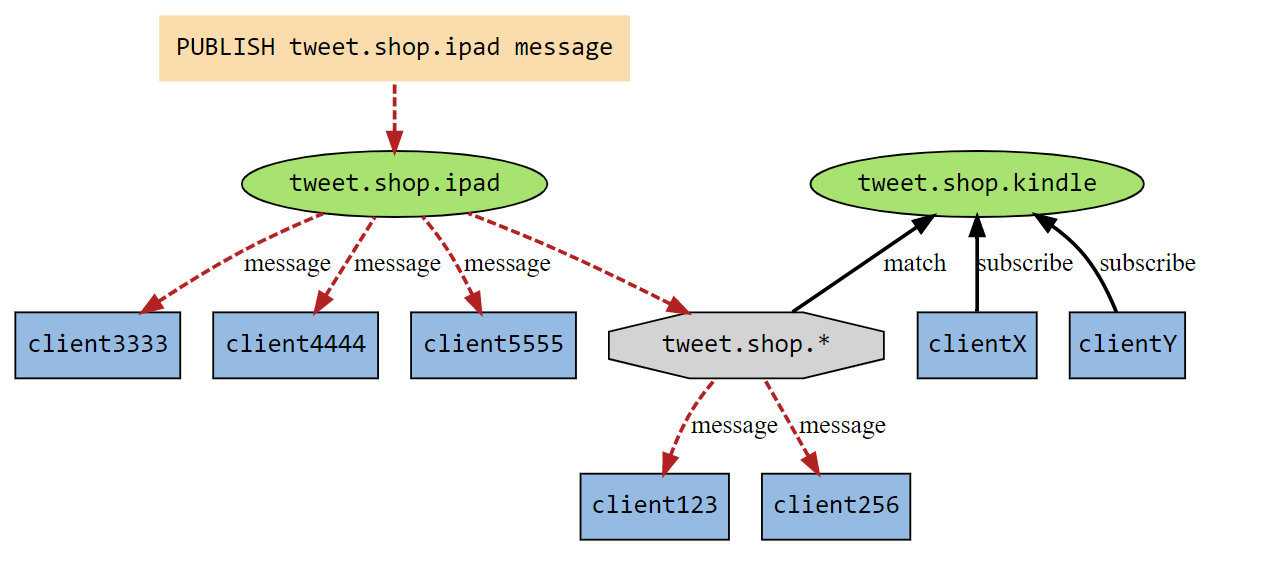 PUBLISH tweet.shop.ipad message
tweet.shop.ipad
tweet.shop.kindle
message
message
message
match
subscribe
subscribe
client3333
client4444
client5555
tweet.shop.*
clientX
clientY
message
message
client123
client256